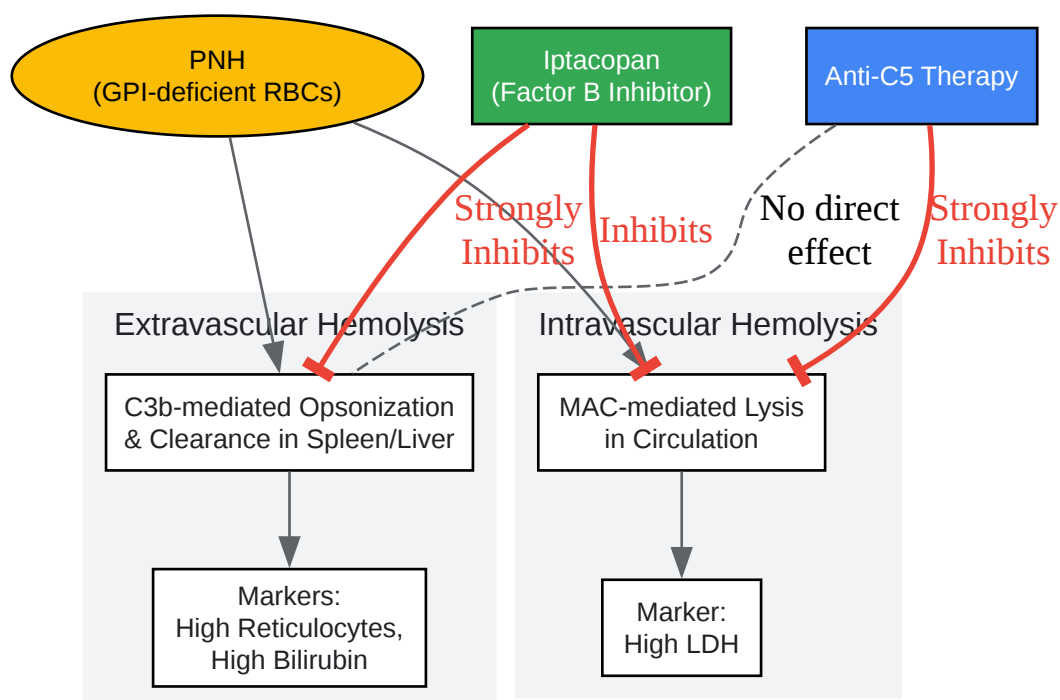 PNH
(GPI-deficient RBCs)
Iptacopan
(Factor B Inhibitor)
Anti-C5 Therapy
Strongly
Inhibits
Inhibits
No direct
effect
Strongly
Inhibits
Extravascular Hemolysis
Intravascular Hemolysis
C3b-mediated Opsonization
& Clearance in Spleen/Liver
MAC-mediated Lysis
in Circulation
Markers:
High Reticulocytes,
High Bilirubin
Marker:
High LDH